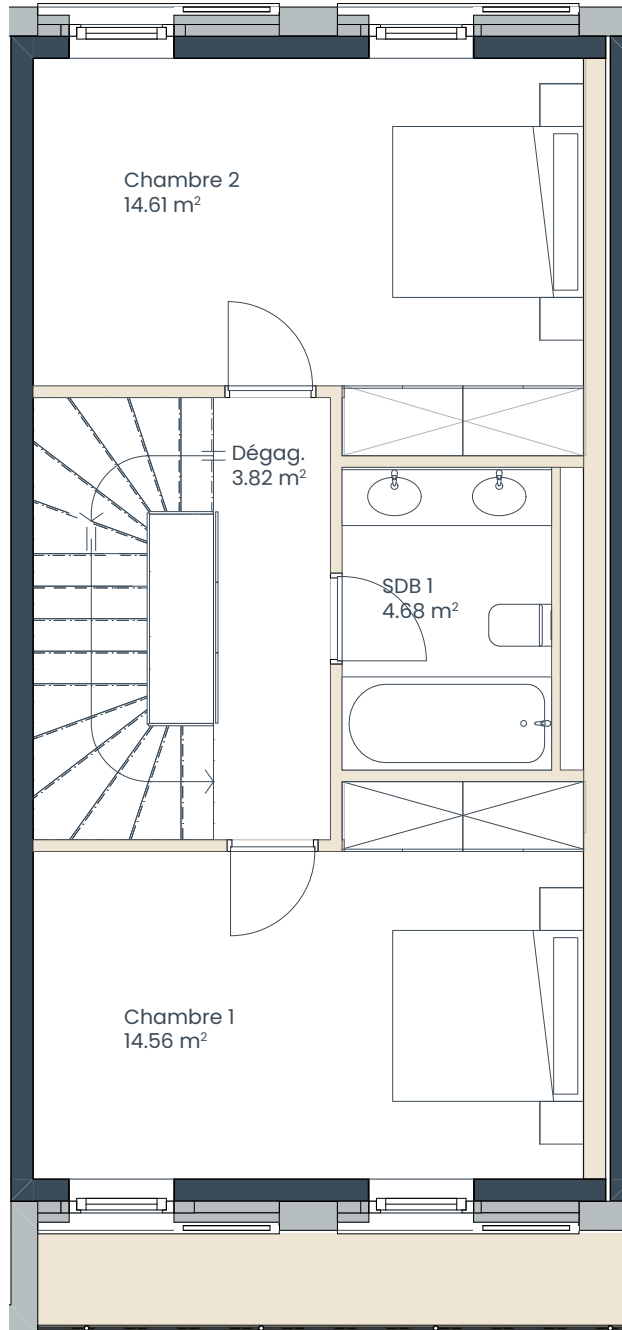 Chambre 2
14.61 m²
Dégag.
3.82 m²
SDB 1
4.68 m²
Chambre 1
14.56 m²